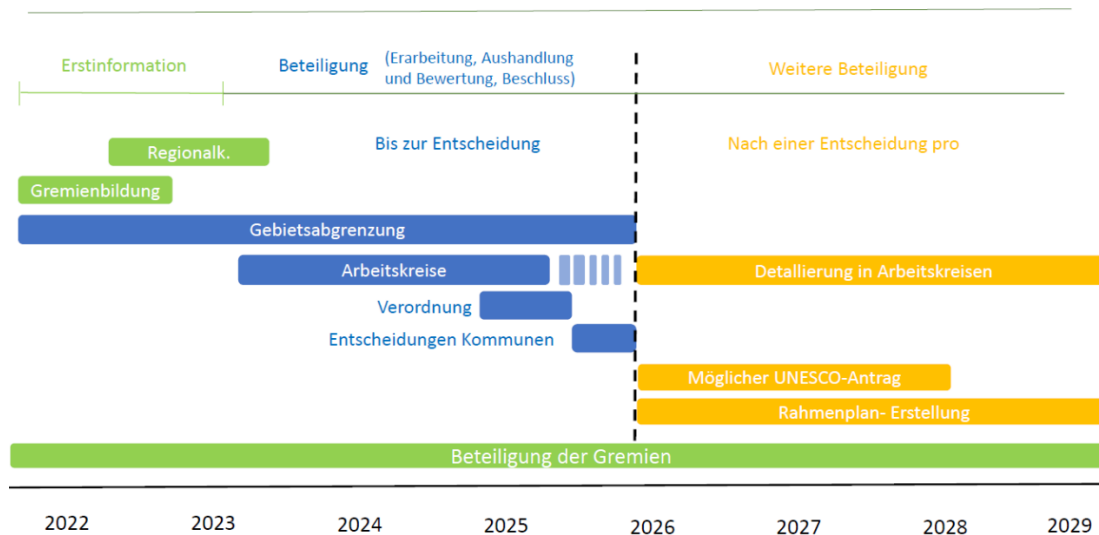 Erstinformation
Beteiligung
(Erarbeitung, Aushandlung
und Bewertung, Beschluss)
Weitere Beteiligung
Regionalk.
Bis zur Entscheidung
Nach einer Entscheidung pro
Gremienbildung
Gebietsabgrenzung
Arbeitskreise
Detallierung in Arbeitskreisen
Verordnung
Entscheidungen Kommunen
Möglicher UNESCO-Antrag
Rahmenplan- Erstellung
Beteiligung der Gremien
2022 2023 2024 2025 2026 2027 2028 2029